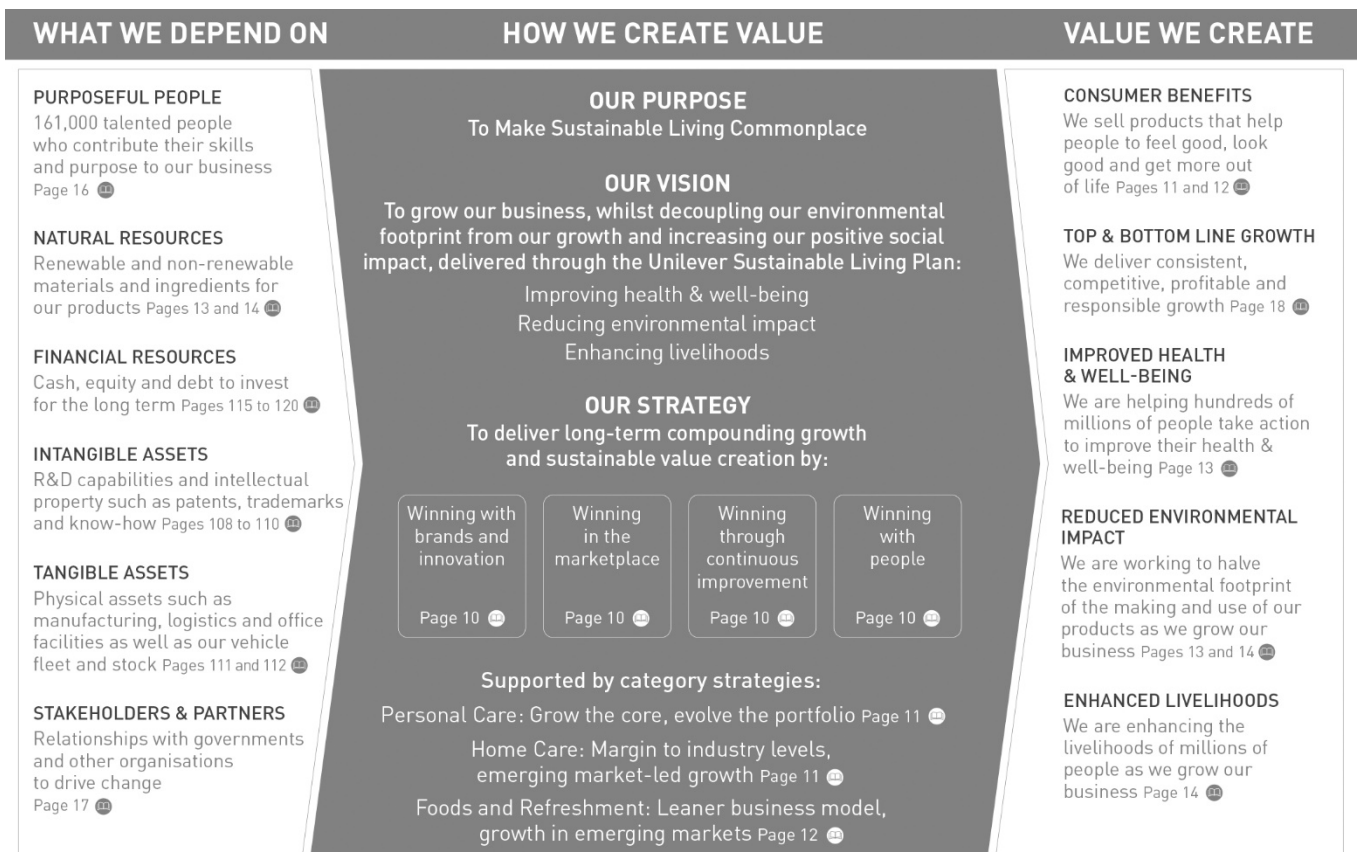 WHAT WE DEPEND ON
PURPOSEFUL PEOPLE
161,000 talented people
who contribute their skills
and purpose to our business
Page 16
NATURAL RESOURCES
Renewable and non-renewable
materials and ingredients for
our products Pages 13 and 14
FINANCIAL RESOURCES
Cash, equity and debt to invest
for the long term Pages 115 to 120
INTANGIBLE ASSETS
R&D capabilities and intellectual
property such as patents, trademarks
and know-how Pages 108 to 110
TANGIBLE ASSETS
Physical assets such as
manufacturing, logistics and office
facilities as well as our vehicle
fleet and stock Pages 111 and 112
STAKEHOLDERS & PARTNERS
Relationships with governments
and other organisations
to drive change
Page 17
HOW WE CREATE VALUE
OUR PURPOSE
To Make Sustainable Living Commonplace
OUR VISION
To grow our business, whilst decoupling our environmental
footprint from our growth and increasing our positive social
impact, delivered through the Unilever Sustainable Living Plan:
Improving health & well-being
Reducing environmental impact
Enhancing livelihoods
OUR STRATEGY
To deliver long-term compounding growth
and sustainable value creation by:
Winning with
brands and
innovation
Page 10
Winning
in the
marketplace
Page 10
Winning
through
continuous
improvement
Page 10
Winning
with
people
Page 10
Supported by category strategies:
Personal Care: Grow the core, evolve the portfolio Page 11
Home Care: Margin to industry levels,
emerging market-led growth Page 11
Foods and Refreshment: Leaner business model,
growth in emerging markets Page 12
VALUE WE CREATE
CONSUMER BENEFITS
We sell products that help
people to feel good, look
good and get more out
of life Pages 11 and 12
TOP & BOTTOM LINE GROWTH
We deliver consistent,
competitive, profitable and
responsible growth Page 18
IMPROVED HEALTH
& WELL-BEING
We are helping hundreds of
millions of people take action
to improve their health &
well-being Page 13
REDUCED ENVIRONMENTAL
IMPACT
We are working to halve
the environmental footprint
of the making and use of our
products as we grow our
business Pages 13 and 14
ENHANCED LIVELIHOODS
We are enhancing the
livelihoods of millions of
people as we grow our
business Page 14